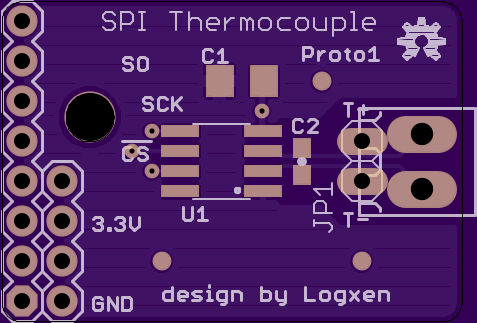 SPI Thermocouple
Proto1
C1
SO
SCK
T+
C2
CS
JP1
U1
3.3V
T-
design by Logxen
GND